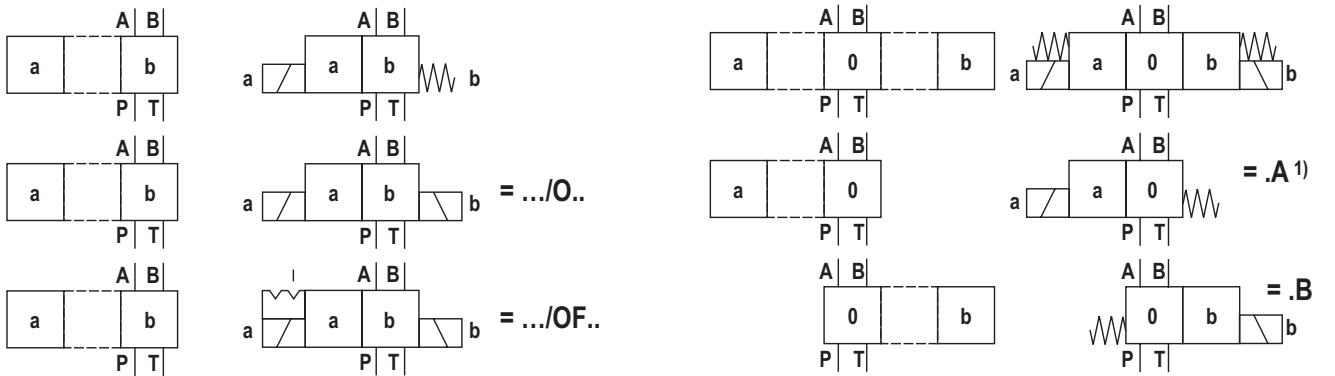 A B A B A B A B
a b a a b b a 0 b a a 0 b b
P T P T P T P T
A B A B A B A B
a b a a b b = .../O.. a 0 a a 0 = .A 1)
P T P T P T P T
A B A B A B A B
a b a a b b = .../OF.. 0 b 0 b b = .B
P T P T P T P T